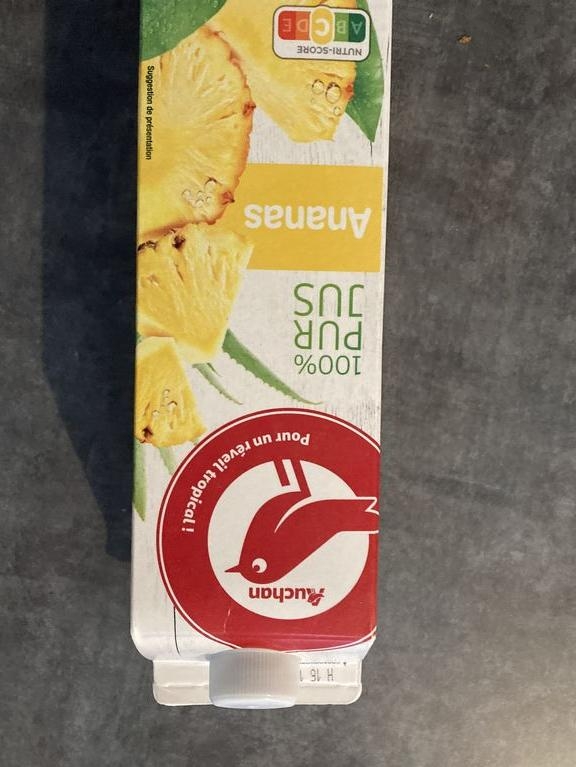 Auchan
Pour un réveil tropical !
100%
PUR
JUS
Ananas
Suggestion de présentation
NUTRI-SCORE
A B C D E